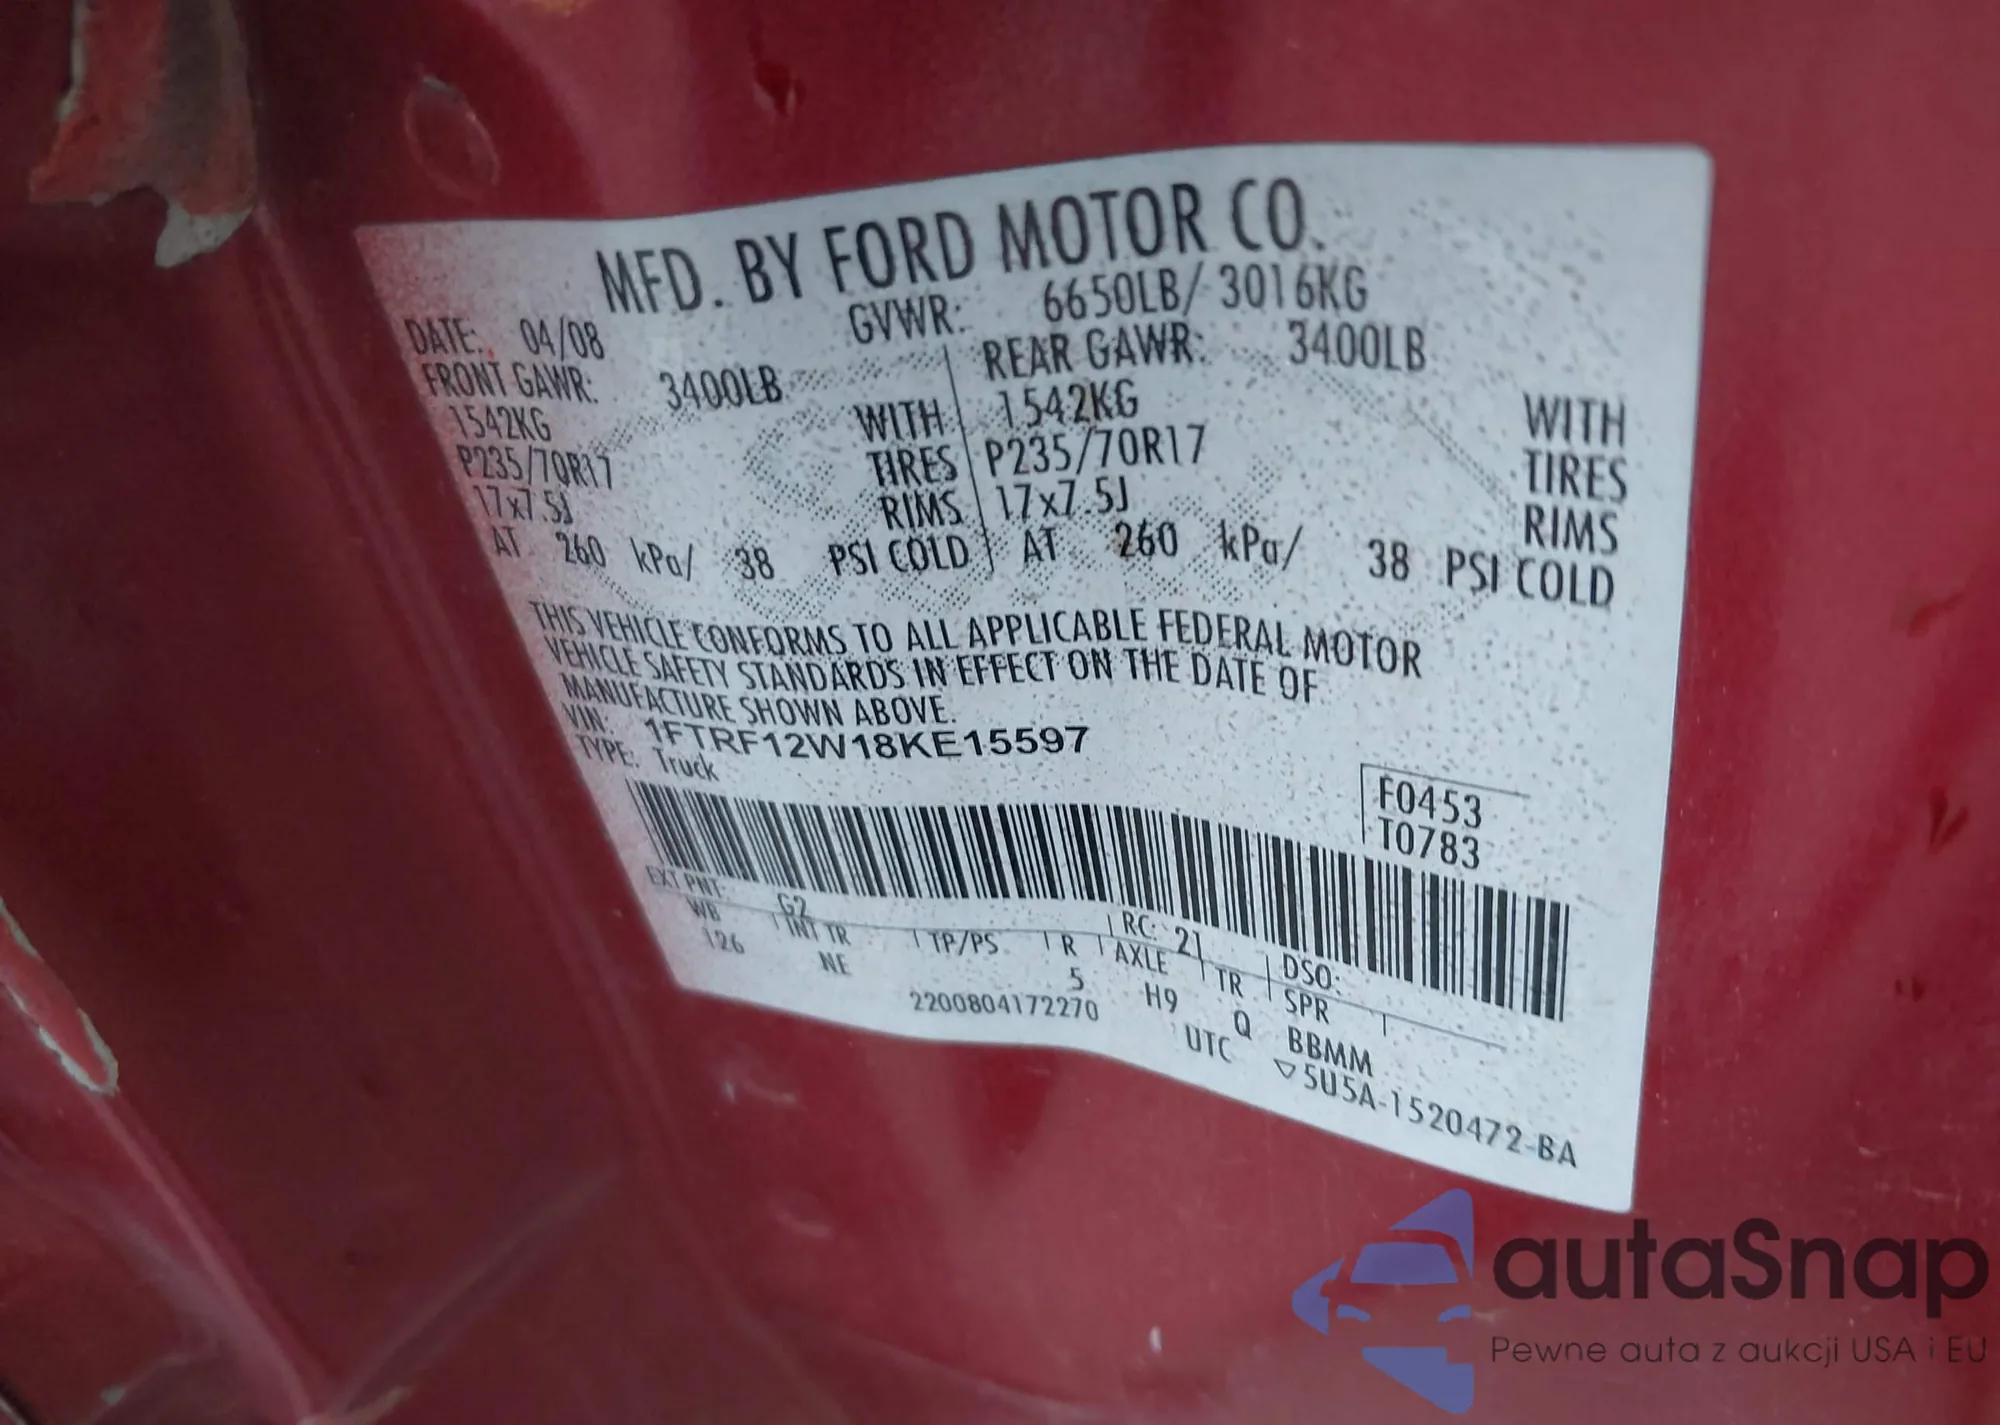 MFD. BY FORD MOTOR CO.
DATE: 04/08 GVWR: 6650LB/ 3016KG
FRONT GAWR: 3400LB REAR GAWR: 3400LB
1542KG WITH 1542KG WITH
P235/70R17 TIRES P235/70R17 TIRES
17x7.5J RIMS 17x7.5J RIMS
AT 260 kPa/ 38 PSI COLD AT 260 kPa/ 38 PSI COLD
THIS VEHICLE CONFORMS TO ALL APPLICABLE FEDERAL MOTOR
VEHICLE SAFETY STANDARDS IN EFFECT ON THE DATE OF
MANUFACTURE SHOWN ABOVE.
VIN: 1FTRF12W18KE15597
TYPE: Truck
F0453
T0783
EXT PNT: G2 RC: 21 DSO:
WB INT TR TP/PS R AXLE TR SPR
126 NE 5 H9 Q BBMM
2200804172270 UTC ▽5U5A-1520472-BA
autaSnap
Pewne auta z aukcji USA i EU